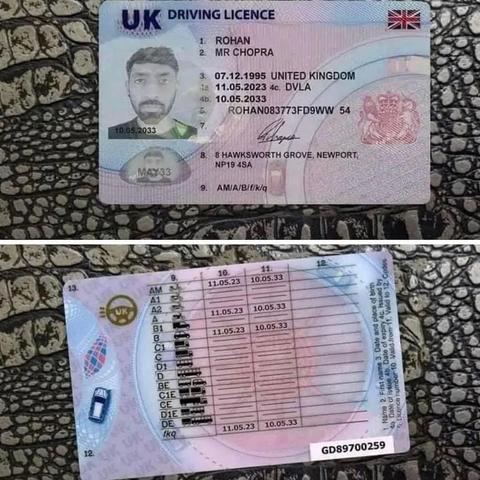 UK DRIVING LICENCE
1. ROHAN
2. MR CHOPRA
3. 07.12.1995 UNITED KINGDOM
11.05.2023 4c. DVLA
4b. 10.05.2033
5. ROHAN083773FD9WW 54
7.
8. 8 HAWKSWORTH GROVE, NEWPORT,
NP19 4SA
9. AM/A/B/f/k/q
10.05.2033
MAY33
13. 9. 10. 11. 12.
UK
AM 11.05.23 10.05.33
A1
A2
A 11.05.23 10.05.33
B1
B 11.05.23 10.05.33
C1
C
D1
D
BE
C1E
CE
D1E
DE
fkq 11.05.23 10.05.33
12.
GD89700259